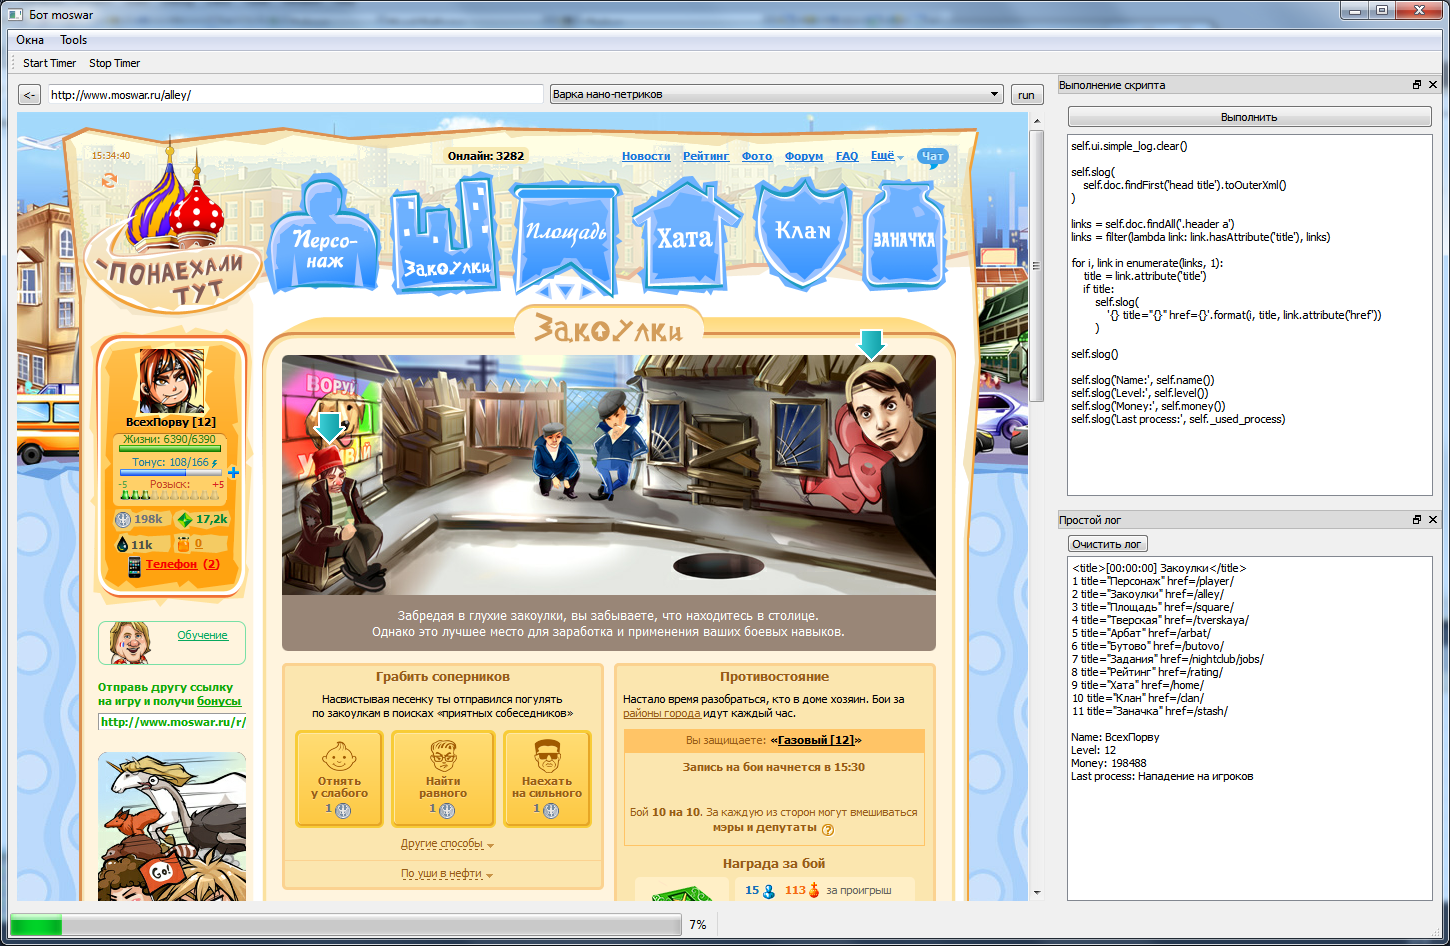 Бот moswar
Окна Tools
Start Timer Stop Timer
<- http://www.moswar.ru/alley/ Варка нано-петриков run
15:34:40
Онлайн: 3282
Новости Рейтинг Фото Форум FAQ Ещё Чат
Персо-
наж
Закоулки
Площадь
Хата
Клан
Заначка
-ПОНАЕХАЛИ
ТУТ
Закоулки
ВОРУЙ
ВсехПорву [12]
Жизни: 6390/6390
Тонус: 108/166
-5 Розыск: +5
198k 17,2k
11k 0
Телефон (2)
Обучение
Отправь другу ссылку
на игру и получи бонусы
http://www.moswar.ru/r/
Go!
Забредая в глухие закоулки, вы забываете, что находитесь в столице.
Однако это лучшее место для заработка и применения ваших боевых навыков.
Грабить соперников
Насвистывая песенку ты отправился погулять
по закоулкам в поисках «приятных собеседников»
Отнять
у слабого
1
Найти
равного
1
Наехать
на сильного
1
Другие способы
По уши в нефти
Противостояние
Настало время разобраться, кто в доме хозяин. Бои за
районы города идут каждый час.
Вы защищаете: «Газовый [12]»
Запись на бои начнется в 15:30
Бой 10 на 10. За каждую из сторон могут вмешиваться
мэры и депутаты ?
Награда за бой
15 113 за проигрыш
7%
Выполнение скрипта
Выполнить
self.ui.simple_log.clear()
self.slog(
self.doc.findFirst('head title').toOuterXml()
)
links = self.doc.findAll('.header a')
links = filter(lambda link: link.hasAttribute('title'), links)
for i, link in enumerate(links, 1):
title = link.attribute('title')
if title:
self.slog(
'{} title="{}" href={}'.format(i, title, link.attribute('href'))
)
self.slog()
self.slog('Name:', self.name())
self.slog('Level:', self.level())
self.slog('Money:', self.money())
self.slog('Last process:', self._used_process)
Простой лог
Очистить лог
<title>[00:00:00] Закоулки</title>
1 title="Персонаж" href=/player/
2 title="Закоулки" href=/alley/
3 title="Площадь" href=/square/
4 title="Тверская" href=/tverskaya/
5 title="Арбат" href=/arbat/
6 title="Бутово" href=/butovo/
7 title="Задания" href=/nightclub/jobs/
8 title="Рейтинг" href=/rating/
9 title="Хата" href=/home/
10 title="Клан" href=/clan/
11 title="Заначка" href=/stash/
Name: ВсехПорву
Level: 12
Money: 198488
Last process: Нападение на игроков